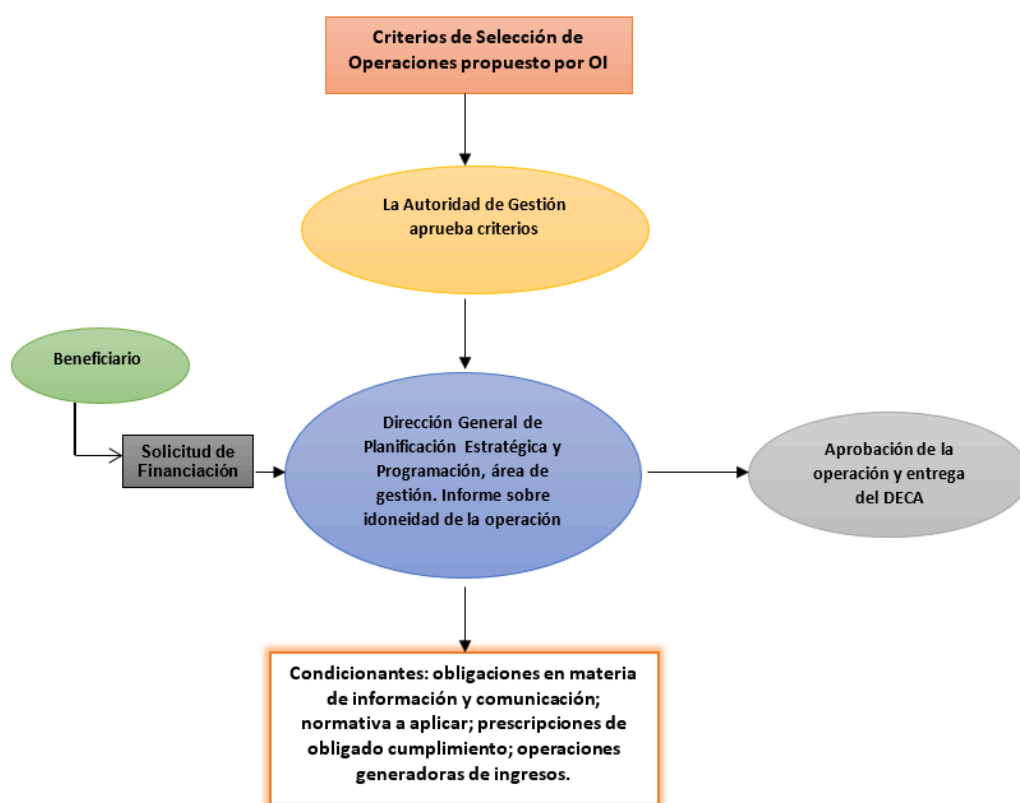 Criterios de Selección de
Operaciones propuesto por OI
La Autoridad de Gestión
aprueba criterios
Beneficiario
Solicitud de
Financiación
Dirección General de
Planificación Estratégica y
Programación, área de
gestión. Informe sobre
idoneidad de la operación
Aprobación de la
operación y entrega
del DECA
Condicionantes: obligaciones en materia
de información y comunicación;
normativa a aplicar; prescripciones de
obligado cumplimiento; operaciones
generadoras de ingresos.